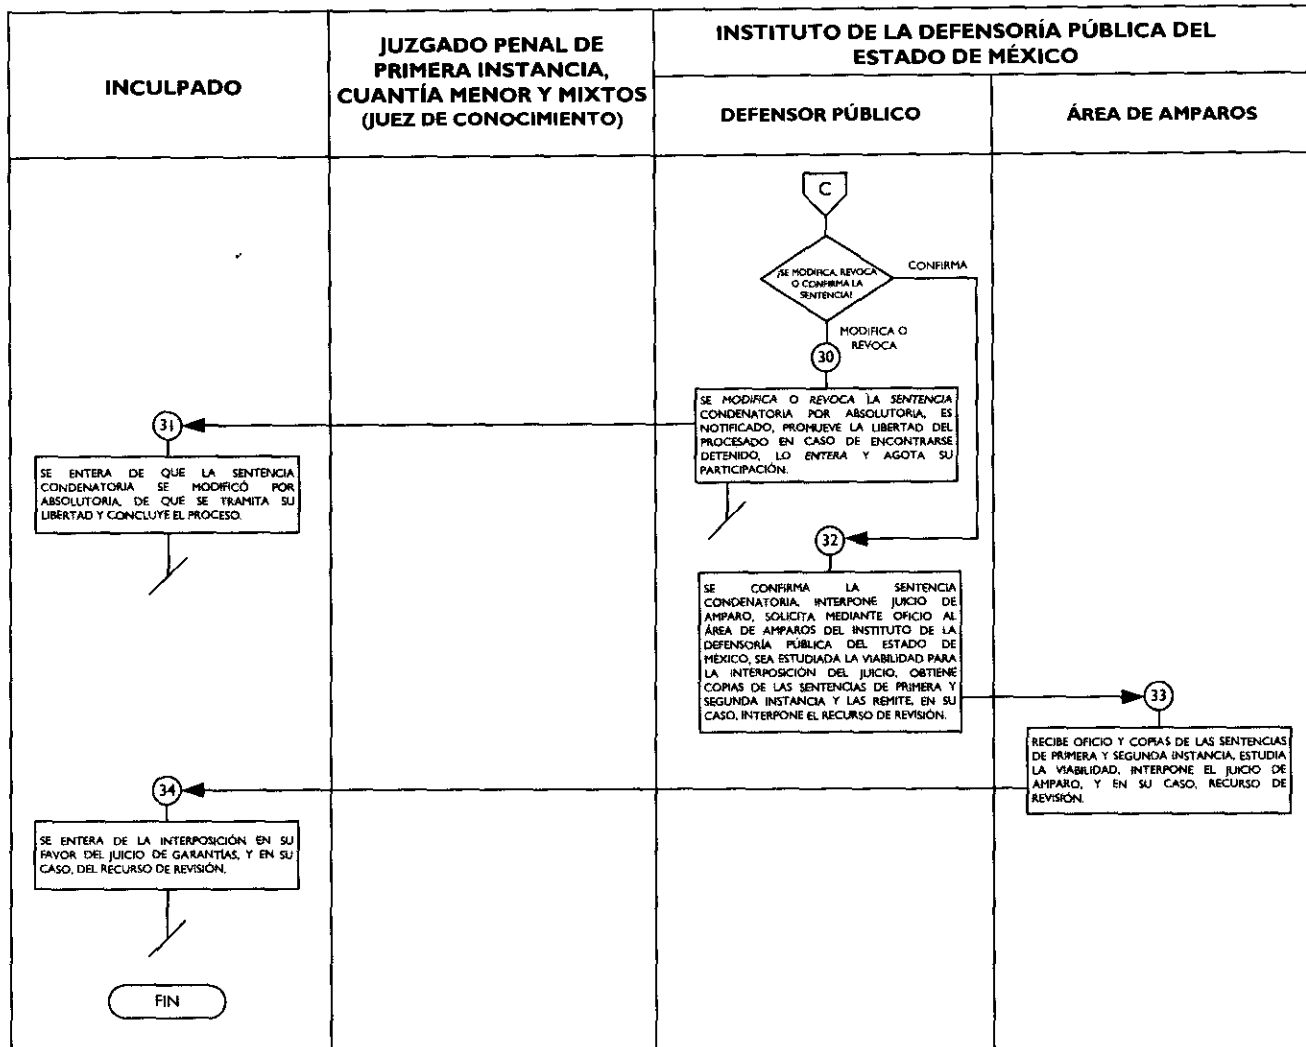 INCULPADO
JUZGADO PENAL DE
PRIMERA INSTANCIA,
CUANTÍA MENOR Y MIXTOS
(JUEZ DE CONOCIMIENTO)
INSTITUTO DE LA DEFENSORÍA PÚBLICA DEL
ESTADO DE MÉXICO
DEFENSOR PÚBLICO
ÁREA DE AMPAROS
C
¿SE MODIFICA, REVOCA
O CONFIRMA LA
SENTENCIA?
CONFIRMA
MODIFICA O
REVOCA
30
SE MODIFICA O REVOCA LA SENTENCIA
CONDENATORIA POR ABSOLUTORIA, ES
NOTIFICADO, PROMUEVE LA LIBERTAD DEL
PROCESADO EN CASO DE ENCONTRARSE
DETENIDO, LO ENTERA Y AGOTA SU
PARTICIPACIÓN.
31
SE ENTERA DE QUE LA SENTENCIA
CONDENATORIA SE MODIFICÓ POR
ABSOLUTORIA, DE QUE SE TRAMITA SU
LIBERTAD Y CONCLUYE EL PROCESO.
32
SE CONFIRMA LA SENTENCIA
CONDENATORIA, INTERPONE JUICIO DE
AMPARO, SOLICITA MEDIANTE OFICIO AL
ÁREA DE AMPAROS DEL INSTITUTO DE LA
DEFENSORÍA PÚBLICA DEL ESTADO DE
MÉXICO, SEA ESTUDIADA LA VIABILIDAD PARA
LA INTERPOSICIÓN DEL JUICIO, OBTIENE
COPIAS DE LAS SENTENCIAS DE PRIMERA Y
SEGUNDA INSTANCIA Y LAS REMITE, EN SU
CASO, INTERPONE EL RECURSO DE REVISIÓN.
33
RECIBE OFICIO Y COPIAS DE LAS SENTENCIAS
DE PRIMERA Y SEGUNDA INSTANCIA, ESTUDIA
LA VIABILIDAD, INTERPONE EL JUICIO DE
AMPARO, Y EN SU CASO, RECURSO DE
REVISIÓN.
34
SE ENTERA DE LA INTERPOSICIÓN EN SU
FAVOR DEL JUICIO DE GARANTÍAS, Y EN SU
CASO, DEL RECURSO DE REVISIÓN.
FIN